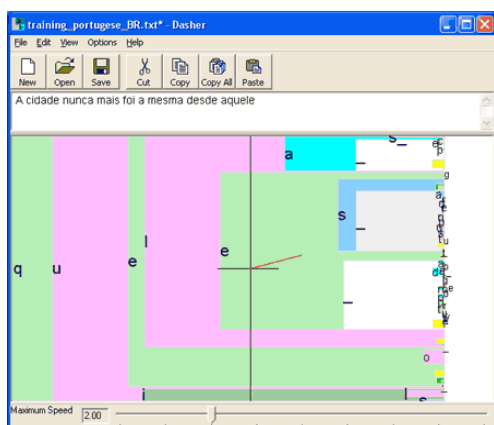 training_portugese_BR.txt* - Dasher
File Edit View Options Help
New Open Save Cut Copy Copy All Paste
A cidade nunca mais foi a mesma desde aquele
s_
a
_
s
l
e
_
q u e
_
o
i l s
Maximum Speed 2.00